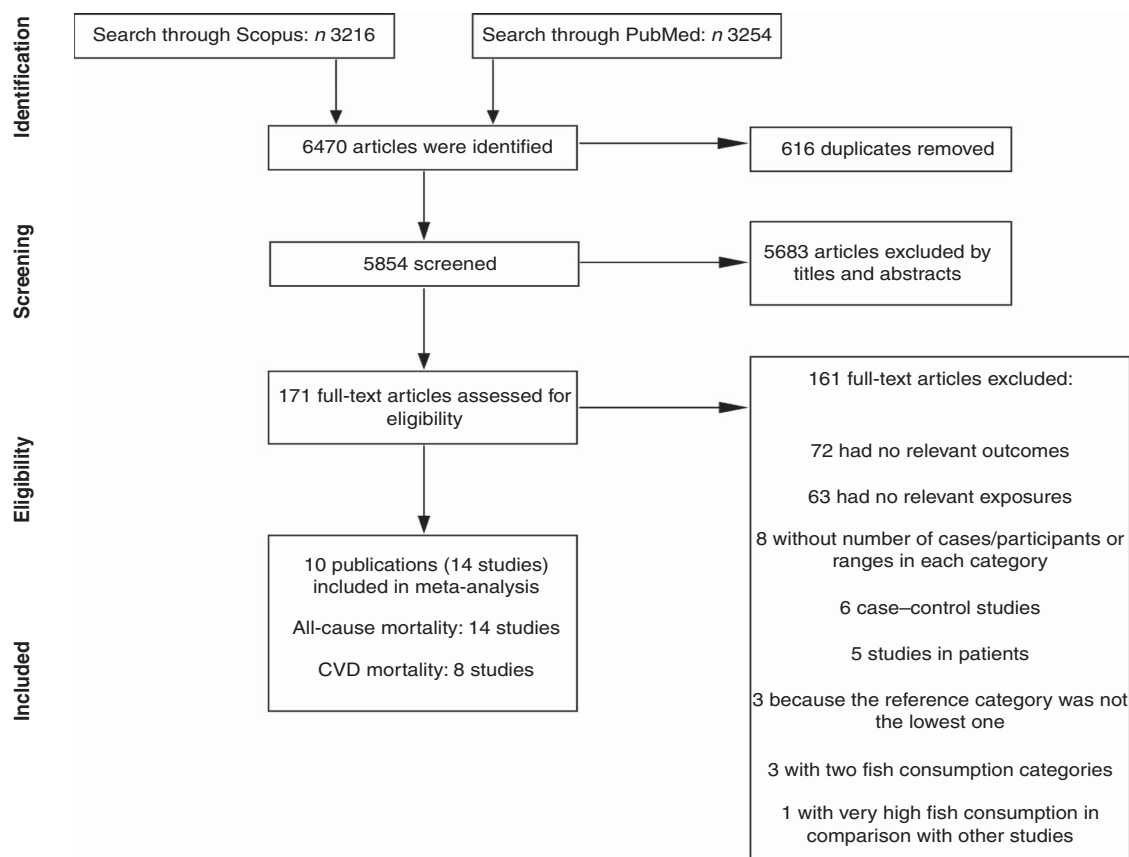 Identification
Search through Scopus: n 3216
Search through PubMed: n 3254
6470 articles were identified
616 duplicates removed
Screening
5854 screened
5683 articles excluded by
titles and abstracts
Eligibility
171 full-text articles assessed for
eligibility
161 full-text articles excluded:
72 had no relevant outcomes
63 had no relevant exposures
8 without number of cases/participants or
ranges in each category
6 case–control studies
5 studies in patients
3 because the reference category was not
the lowest one
3 with two fish consumption categories
1 with very high fish consumption in
comparison with other studies
Included
10 publications (14 studies)
included in meta-analysis
All-cause mortality: 14 studies
CVD mortality: 8 studies